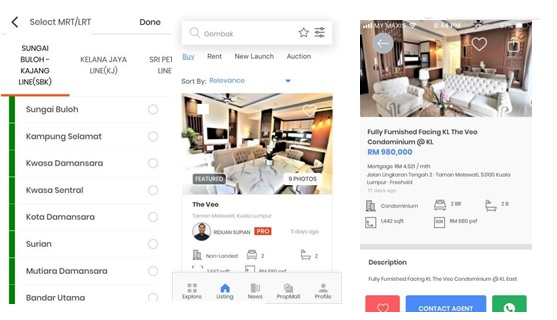 Select MRT/LRT
Done
SUNGAI
BULOH -
KAJANG
LINE(SBK)
KELANA JAYA
LINE(KJ)
SRI PET
LINE
Sungai Buloh
Kampung Selamat
Kwasa Damansara
Kwasa Sentral
Kota Damansara
Surian
Mutiara Damansara
Bandar Utama
Gombak
Buy
Rent
New Launch
Auction
Sort By: Relevance
FEATURED
9 PHOTOS
The Veo
Taman Melawati, Kuala Lumpur
RIDUAN SUPIAN
PRO
11 days ago
Non-Landed
2
2
1,442 sqft
RM 680 psf
Explore
Listing
News
PropMall
Profile
MY MAXIS
5:44 PM
Fully Furnished Facing KL The Veo
Condominium @ KL
RM 980,000
Mortgage RM 4,521 / mth
Jalan Lingkaran Tengah 2 · Taman Melawati, 53100 Kuala
Lumpur · Freehold
11 days ago
Condominium
2 BR
2 B
1,442 sqft
RM 680 psf
Description
Fully Furnished Facing KL The Veo Condominium @ KL East
CONTACT AGENT